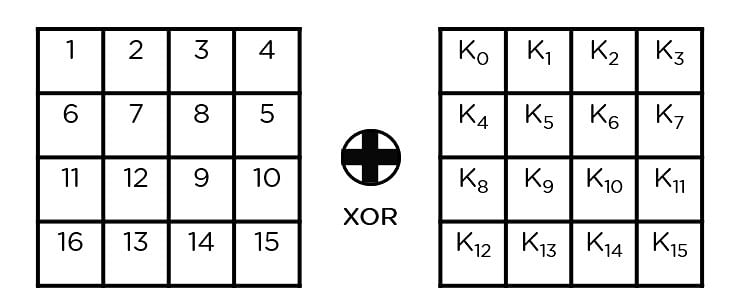 1 2 3 4 K₀ K₁ K₂ K₃
6 7 8 5 K₄ K₅ K₆ K₇
11 12 9 10 K₈ K₉ K₁₀ K₁₁
XOR
16 13 14 15 K₁₂ K₁₃ K₁₄ K₁₅